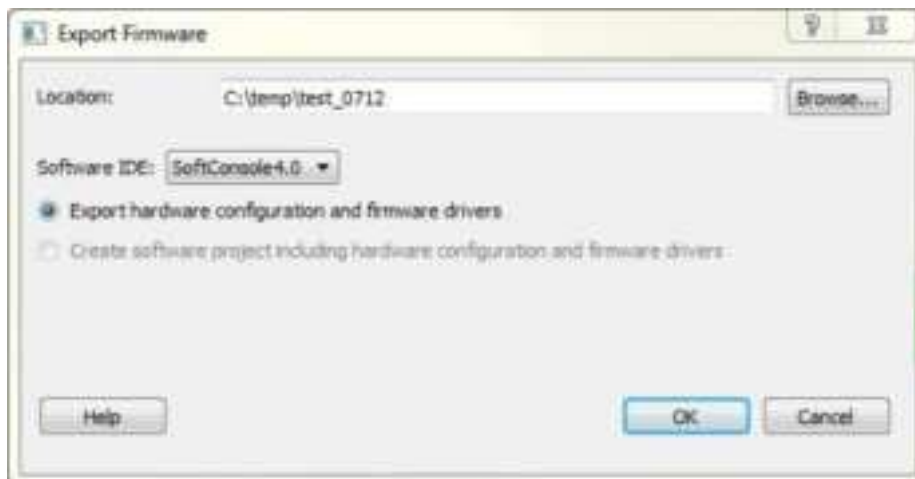 Export Firmware
Location: C:\temp\test_0712 Browse...
Software IDE: SoftConsole4.0
Export hardware configuration and firmware drivers
Create software project including hardware configuration and firmware drivers
Help OK Cancel